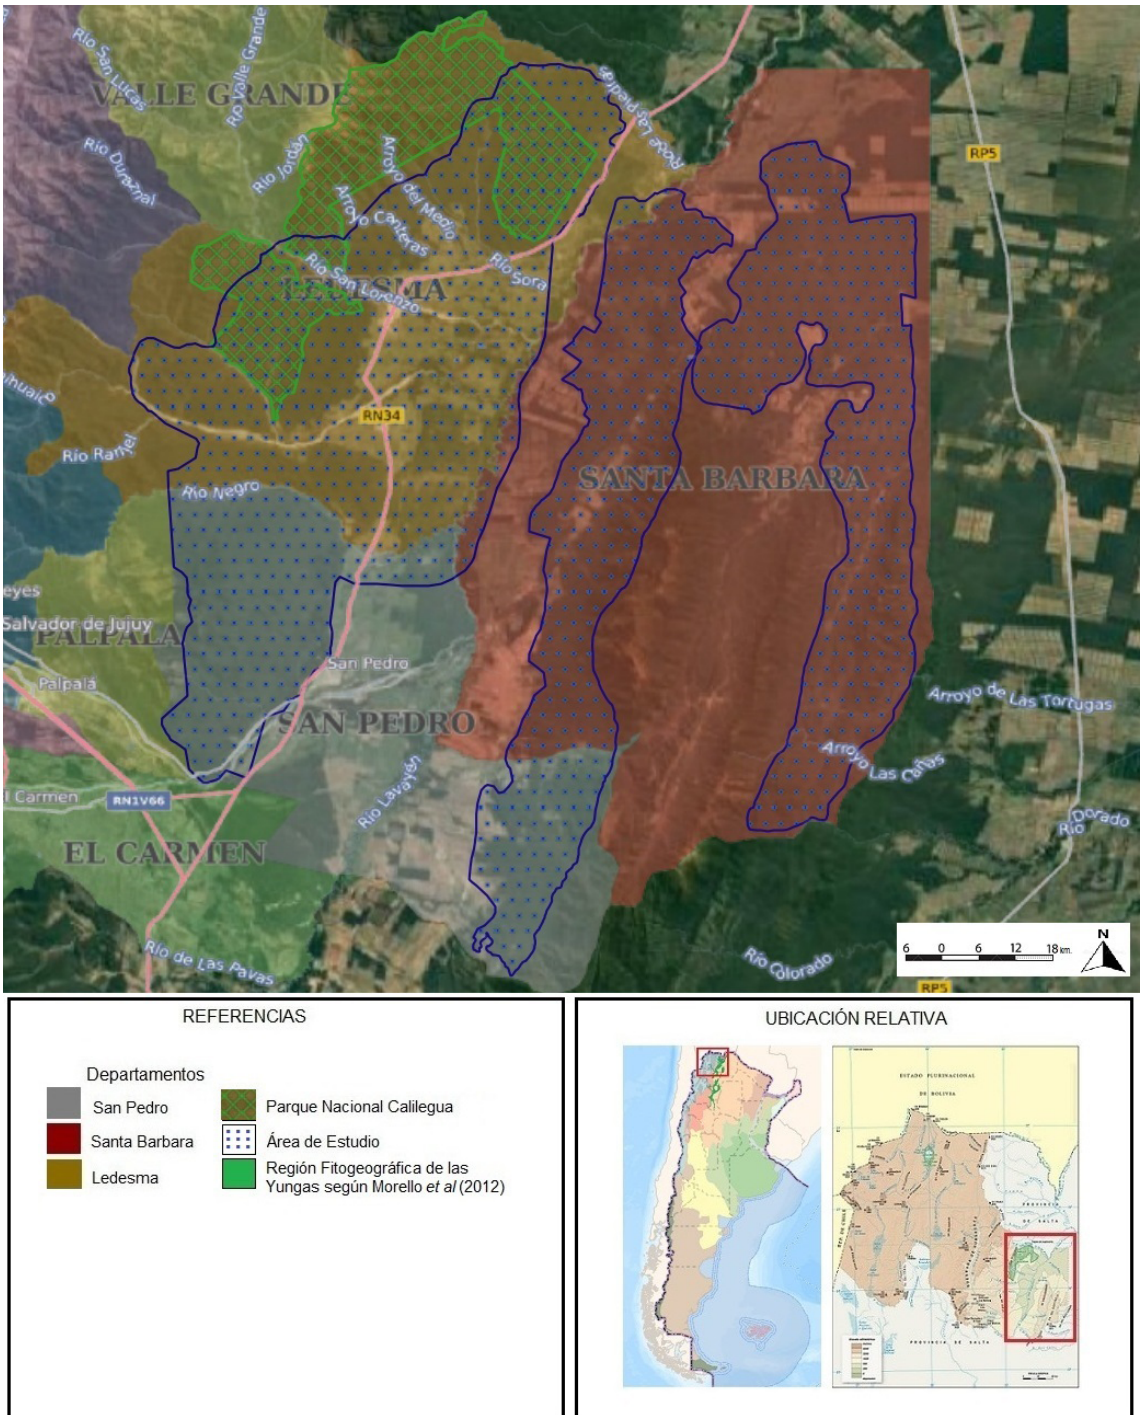 Río San Lucas
Río Valle Grande
VALLE GRANDE
Río Jordán
Río Duraznal
Arroyo del Medio
Arroyo Canteras
Río San Lorenzo
LEDESMA
Río Sora
Río Las Piedras
RP5
RN34
Río Negro
SANTA BARBARA
eyes
Salvador de Jujuy
PALPALA
Palpalá
San Pedro
SAN PEDRO
Río Lavayén
Arroyo de Las Tortugas
Arroyo Las Cañas
l Carmen
RN1V66
EL CARMEN
Río Dorado
Río de Las Pavas
Río Colorado
6 0 6 12 18 km.
N
RP5
REFERENCIAS
Departamentos
San Pedro
Santa Barbara
Ledesma
Parque Nacional Calilegua
Área de Estudio
Región Fitogeográfica de las
Yungas según Morello et al (2012)
UBICACIÓN RELATIVA
ESTADO PLURINACIONAL
DE BOLIVIA
PROVINCIA
DE SALTA
PROVINCIA DE SALTA